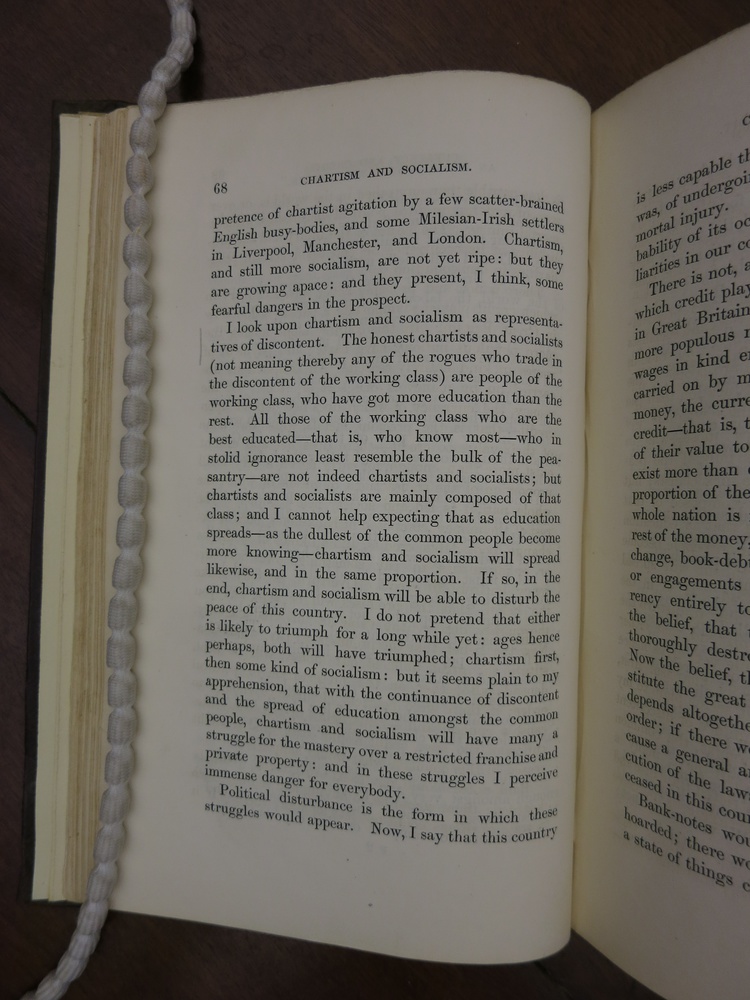 68
CHARTISM AND SOCIALISM.
pretence of chartist agitation by a few scatter-brained
English busy-bodies, and some Milesian-Irish settlers
in Liverpool, Manchester, and London. Chartism,
and still more socialism, are not yet ripe: but they
are growing apace: and they present, I think, some
fearful dangers in the prospect.
I look upon chartism and socialism as representa-
tives of discontent. The honest chartists and socialists
(not meaning thereby any of the rogues who trade in
the discontent of the working class) are people of the
working class, who have got more education than the
rest. All those of the working class who are the
best educated—that is, who know most—who in
stolid ignorance least resemble the bulk of the pea-
santry—are not indeed chartists and socialists; but
chartists and socialists are mainly composed of that
class; and I cannot help expecting that as education
spreads—as the dullest of the common people become
more knowing—chartism and socialism will spread
likewise, and in the same proportion. If so, in the
end, chartism and socialism will be able to disturb the
peace of this country. I do not pretend that either
is likely to triumph for a long while yet: ages hence
perhaps, both will have triumphed; chartism first,
then some kind of socialism: but it seems plain to my
apprehension, that with the continuance of discontent
and the spread of education amongst the common
people, chartism and socialism will have many a
struggle for the mastery over a restricted franchise and
private property: and in these struggles I perceive
immense danger for everybody.
Political disturbance is the form in which these
struggles would appear. Now, I say that this country
is less capable
was, of
mortal injury.
bability of its
liarities in our
There is not,
which credit
in Great Britain
more populous
wages in kind
carried on by
money, the
credit—that is,
of their value to
exist more than
proportion of the
whole nation is
rest of the money,
change,
or engagements
rency entirely to
the belief, that
thoroughly
Now the belief,
stitute the great
depends
order; if there
cause a general
cution of the
ceased in this
Bank-notes
hoarded; there
a state of things